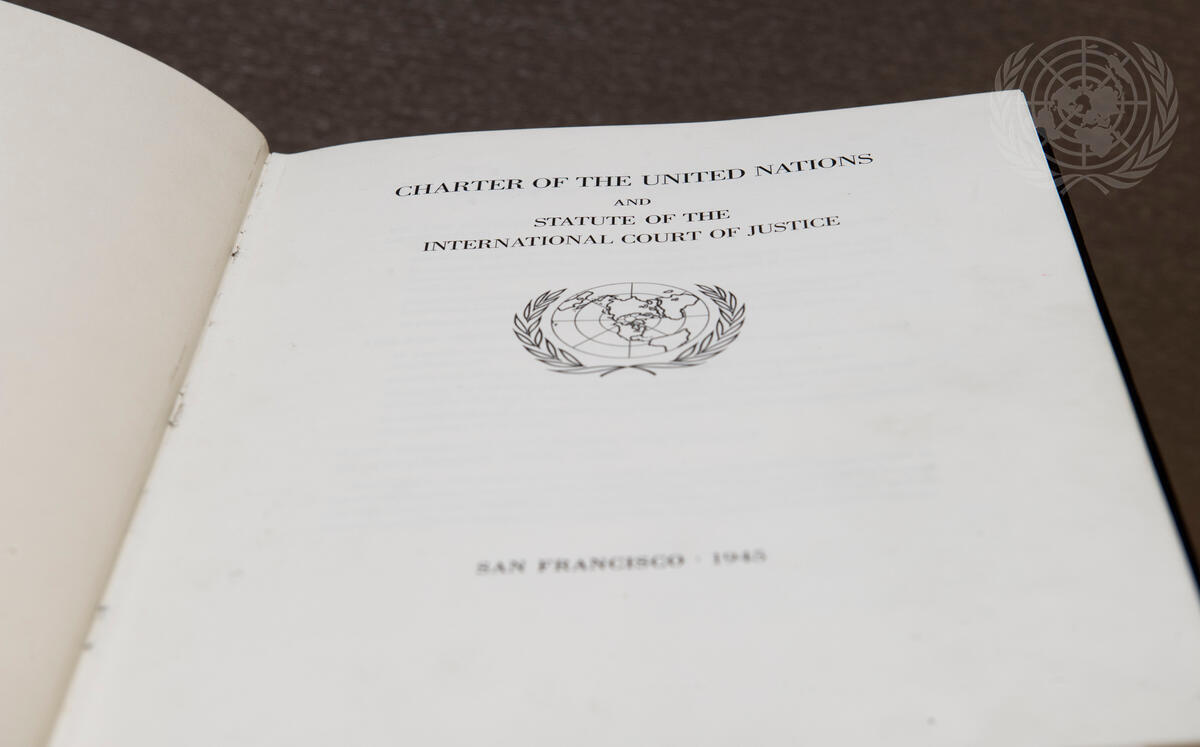 CHARTER OF THE UNITED NATIONS
AND
STATUTE OF THE
INTERNATIONAL COURT OF JUSTICE
SAN FRANCISCO · 1945